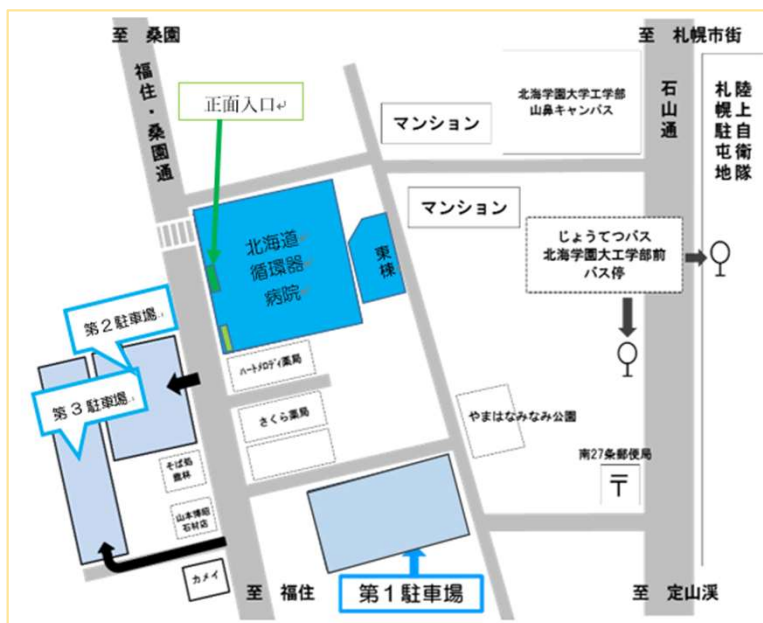 至　桑園
至　札幌市街
福住・桑園通
正面入口
マンション
北海学園大学工学部
山鼻キャンパス
石山通
陸上自衛隊
札幌駐屯地
マンション
北海道
循環器
病院
東棟
じょうてつバス
北海学園大工学部前
バス停
第２駐車場
第３駐車場
ハートメロディ薬局
さくら薬局
やまはなみなみ公園
そば処
山本博昭
石材店
南27条郵便局
〒
カメイ
至　福住
第１駐車場
至　定山渓